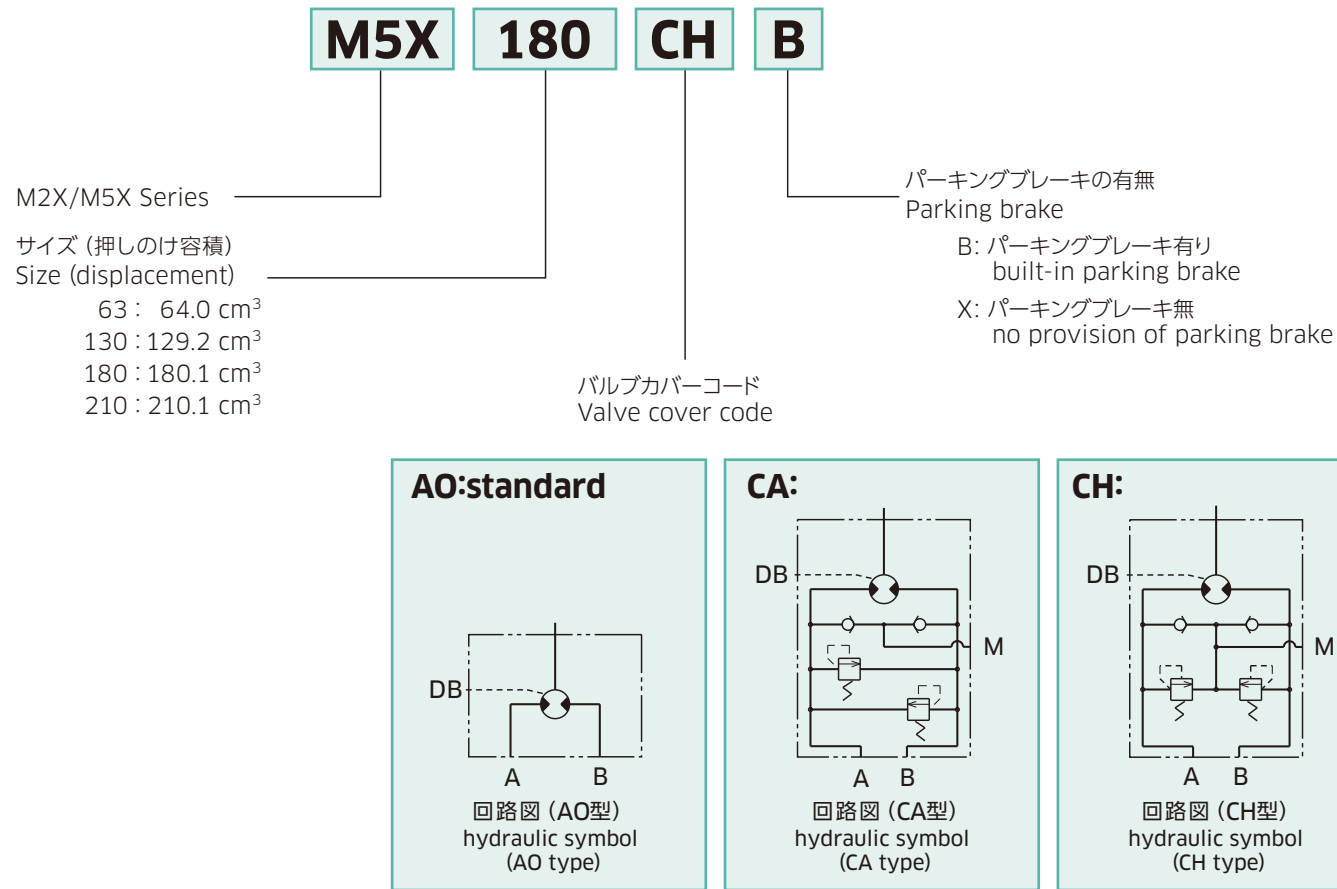 M5X 180 CH B
M2X/M5X Series
サイズ (押しのけ容積)
Size (displacement)
63 : 64.0 cm³
130 : 129.2 cm³
180 : 180.1 cm³
210 : 210.1 cm³
バルブカバーコード
Valve cover code
パーキングブレーキの有無
Parking brake
B: パーキングブレーキ有り
built-in parking brake
X: パーキングブレーキ無
no provision of parking brake
AO:standard
DB
A B
回路図 (AO型)
hydraulic symbol
(AO type)
CA:
DB
M
A B
回路図 (CA型)
hydraulic symbol
(CA type)
CH:
DB
M
A B
回路図 (CH型)
hydraulic symbol
(CH type)